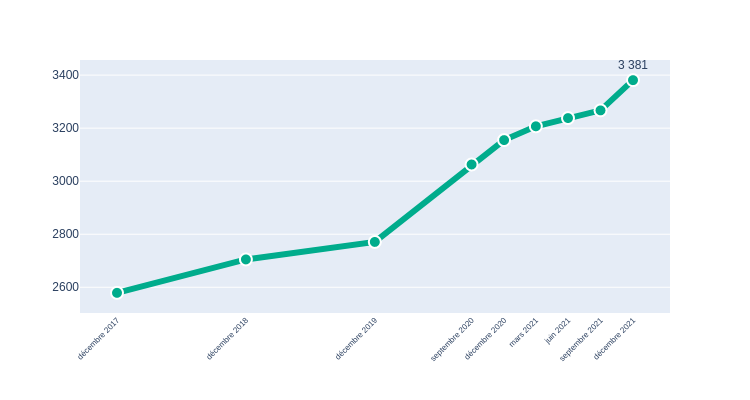 3 381
3400
3200
3000
2800
2600
décembre 2017
décembre 2018
décembre 2019
septembre 2020
décembre 2020
mars 2021
juin 2021
septembre 2021
décembre 2021